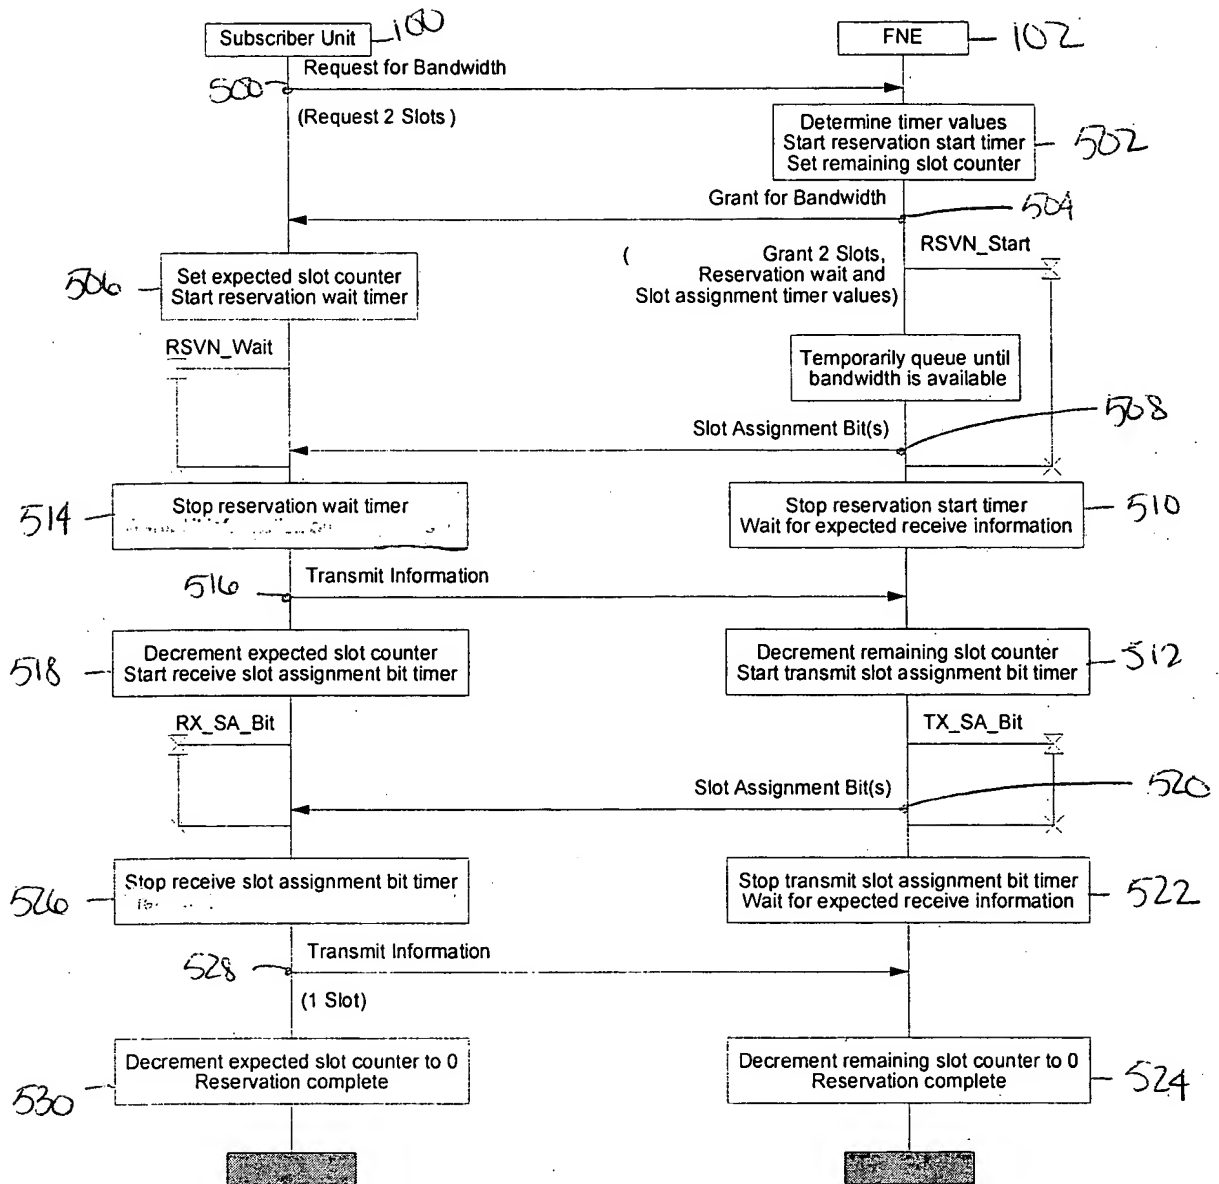 Subscriber Unit
100
FNE
102
Request for Bandwidth
500
(Request 2 Slots)
Determine timer values
Start reservation start timer
Set remaining slot counter
502
Grant for Bandwidth
504
(
Grant 2 Slots,
Reservation wait and
Slot assignment timer values)
RSVN_Start
506
Set expected slot counter
Start reservation wait timer
RSVN_Wait
Temporarily queue until
bandwidth is available
508
Slot Assignment Bit(s)
514
Stop reservation wait timer
Stop reservation start timer
Wait for expected receive information
510
516
Transmit Information
518
Decrement expected slot counter
Start receive slot assignment bit timer
Decrement remaining slot counter
Start transmit slot assignment bit timer
512
RX_SA_Bit
TX_SA_Bit
Slot Assignment Bit(s)
520
526
Stop receive slot assignment bit timer
Stop transmit slot assignment bit timer
Wait for expected receive information
522
Transmit Information
528
(1 Slot)
530
Decrement expected slot counter to 0
Reservation complete
Decrement remaining slot counter to 0
Reservation complete
524